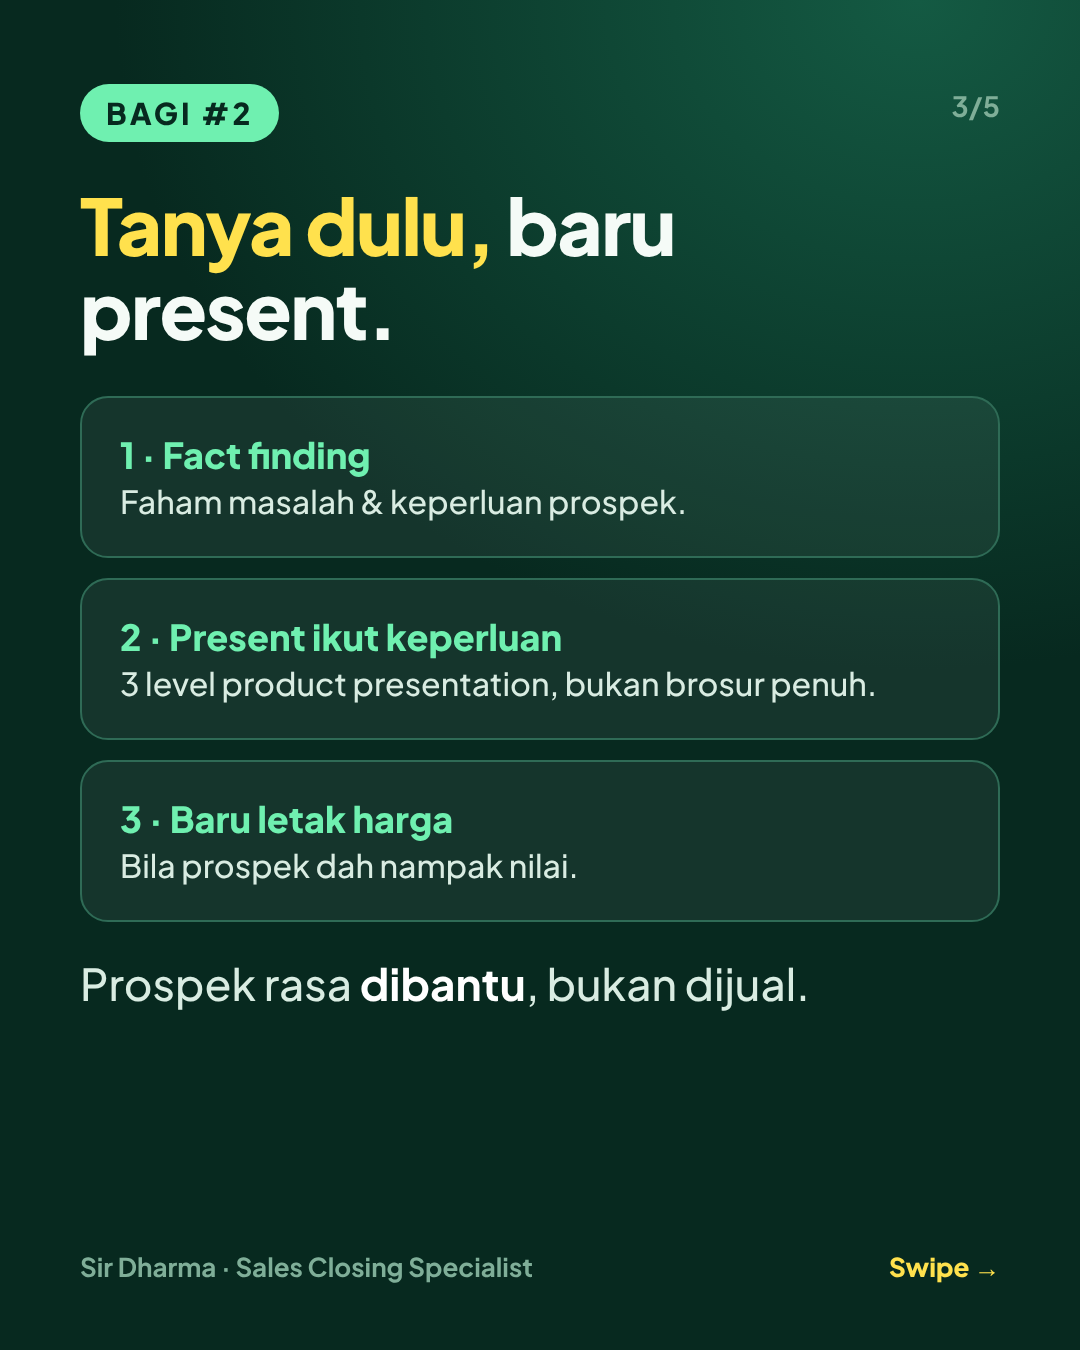 BAGI #2
3/5
Tanya dulu, baru
present.
1 · Fact finding
Faham masalah & keperluan prospek.
2 · Present ikut keperluan
3 level product presentation, bukan brosur penuh.
3 · Baru letak harga
Bila prospek dah nampak nilai.
Prospek rasa dibantu, bukan dijual.
Sir Dharma · Sales Closing Specialist
Swipe →